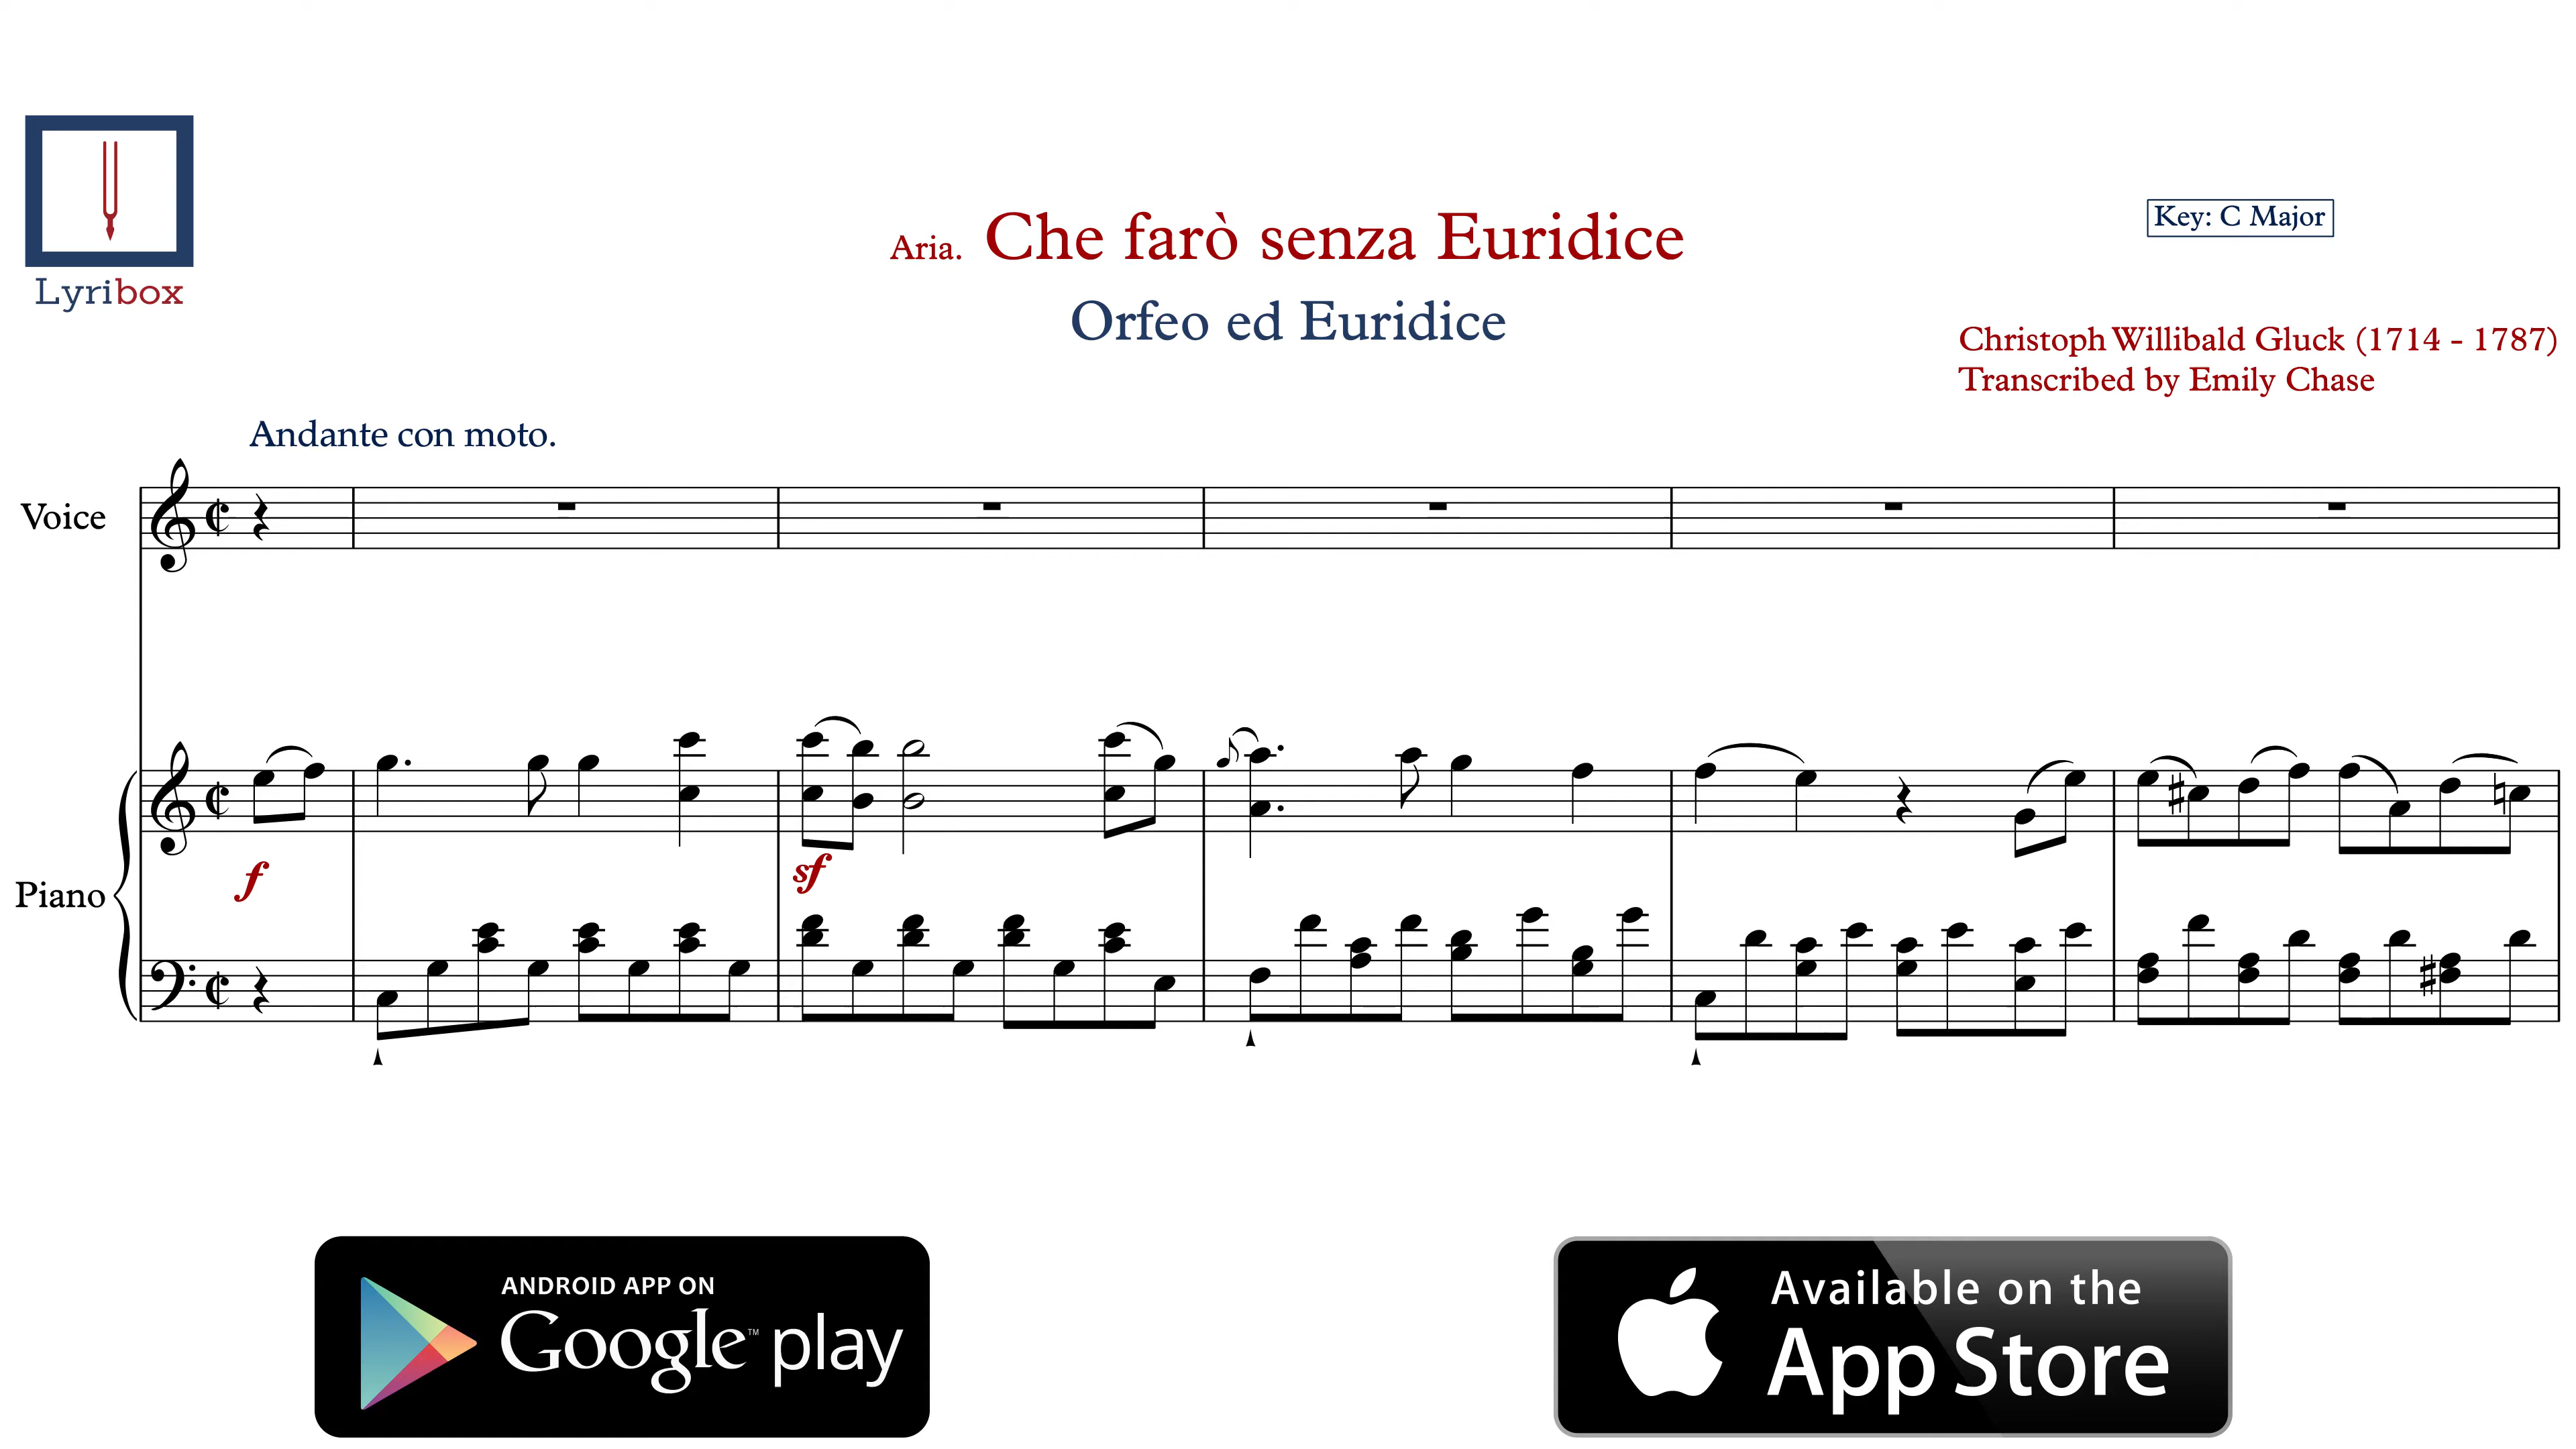 Lyribox
Aria. Che farò senza Euridice
Orfeo ed Euridice
Key: C Major
Christoph Willibald Gluck (1714 - 1787)
Transcribed by Emily Chase
Andante con moto.
Voice
Piano
f
sf
ANDROID APP ON
Google™ play
Available on the
App Store